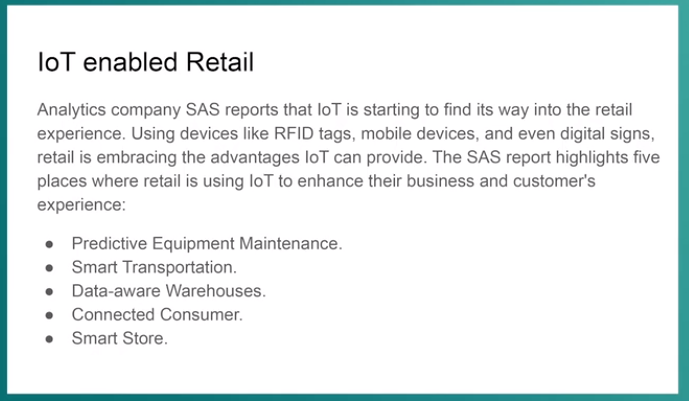 IoT enabled Retail
Analytics company SAS reports that IoT is starting to find its way into the retail
experience. Using devices like RFID tags, mobile devices, and even digital signs,
retail is embracing the advantages IoT can provide. The SAS report highlights five
places where retail is using IoT to enhance their business and customer's
experience:
● Predictive Equipment Maintenance.
● Smart Transportation.
● Data-aware Warehouses.
● Connected Consumer.
● Smart Store.